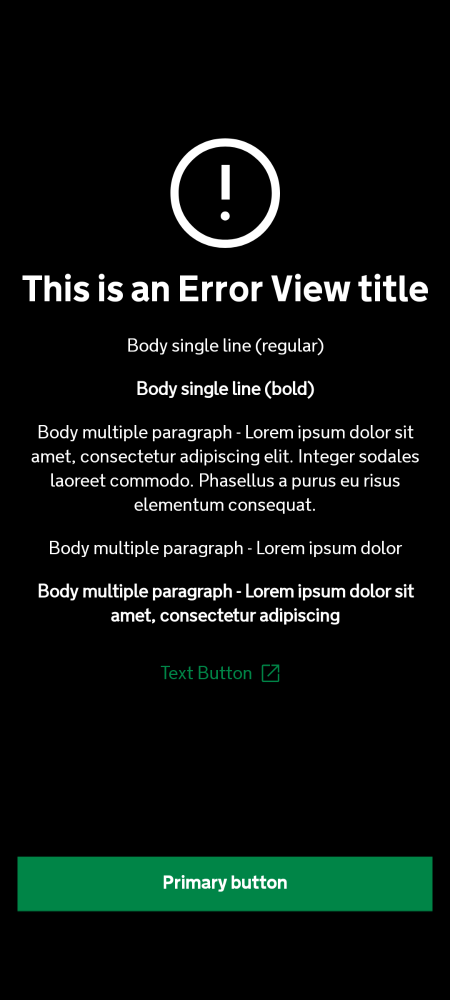 This is an Error View title
Body single line (regular)
Body single line (bold)
Body multiple paragraph - Lorem ipsum dolor sit
amet, consectetur adipiscing elit. Integer sodales
laoreet commodo. Phasellus a purus eu risus
elementum consequat.
Body multiple paragraph - Lorem ipsum dolor
Body multiple paragraph - Lorem ipsum dolor sit
amet, consectetur adipiscing
Text Button
Primary button